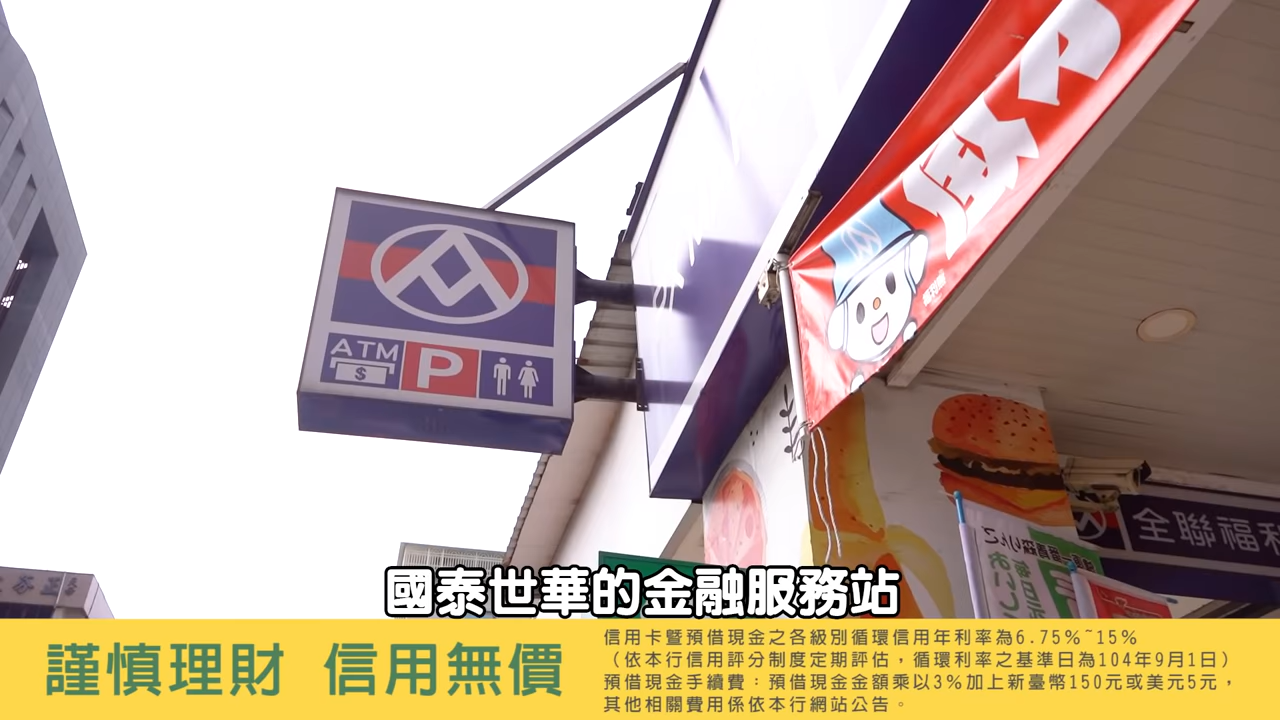 ATM
$
P
全聯福利
國泰世華的金融服務站
謹慎理財 信用無價
信用卡暨預借現金之各級別循環信用年利率為6.75%~15%
（依本行信用評分制度定期評估，循環利率之基準日為104年9月1日）
預借現金手續費：預借現金金額乘以3%加上新臺幣150元或美元5元，
其他相關費用係依本行網站公告。